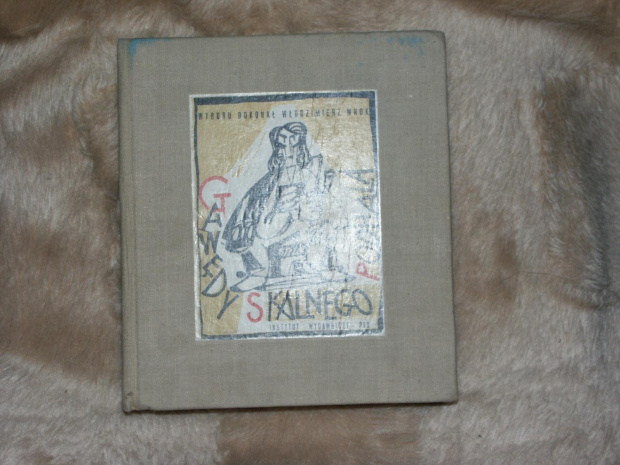 WYBORU DOKONAŁ WŁODZIMIERZ WNUK
GAWĘDY
SKALNEGO
PODHALA
INSTYTUT WYDAWNICZY PAX